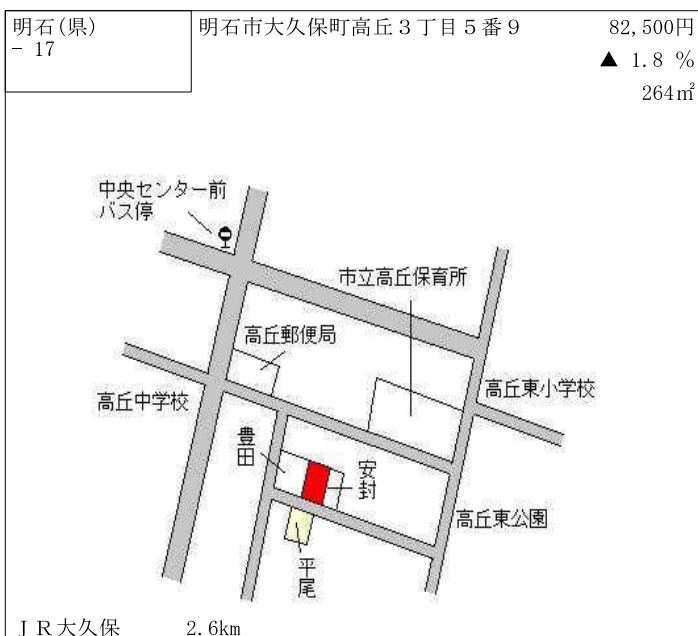 明石(県)
- 17
明石市大久保町高丘３丁目５番９
82,500円
▲ 1.8 %
264㎡
中央センター前
バス停
市立高丘保育所
高丘郵便局
高丘東小学校
高丘中学校
豊田
安封
高丘東公園
平尾
ＪＲ大久保 2.6km